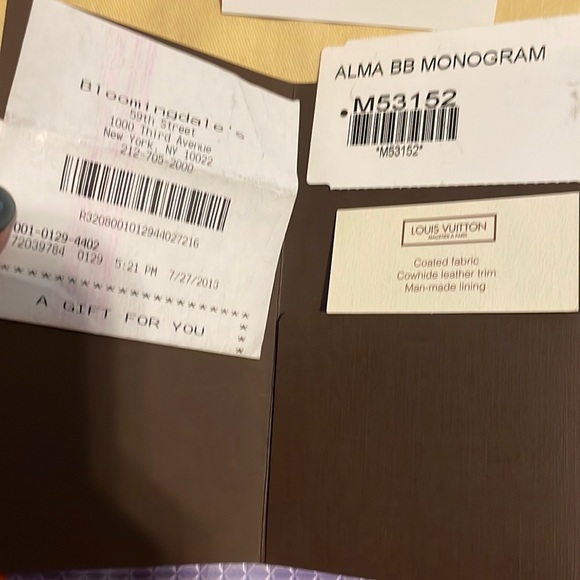 Bloomingdale's
59th Street
1000 Third Avenue
New York, NY 10022
212-705-2000
R3208001012944027216
001-0129-4402
72039784 0129 5:21 PM 7/27/2013
* * * * * * * * * * * * * * * * * * *
A GIFT FOR YOU *
*
ALMA BB MONOGRAM
M53152
*M53152*
LOUIS VUITTON
Coated fabric
Cowhide leather trim
Man-made lining